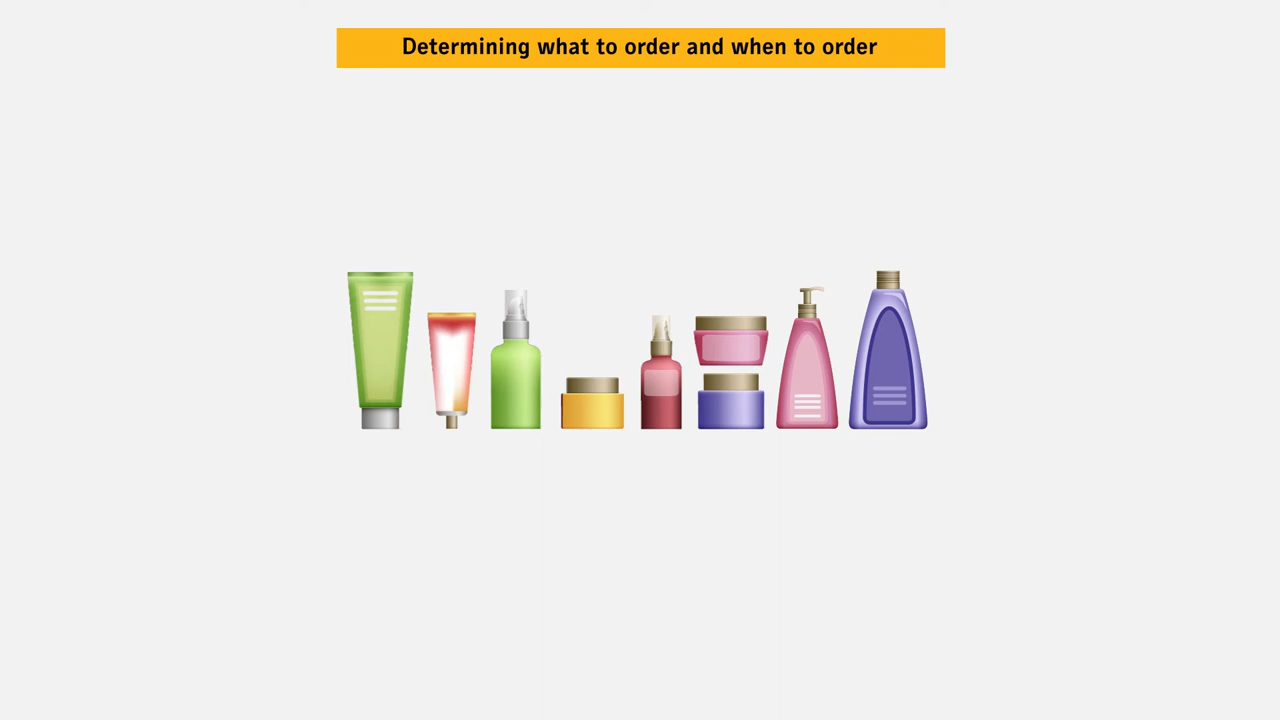 Determining what to order and when to order